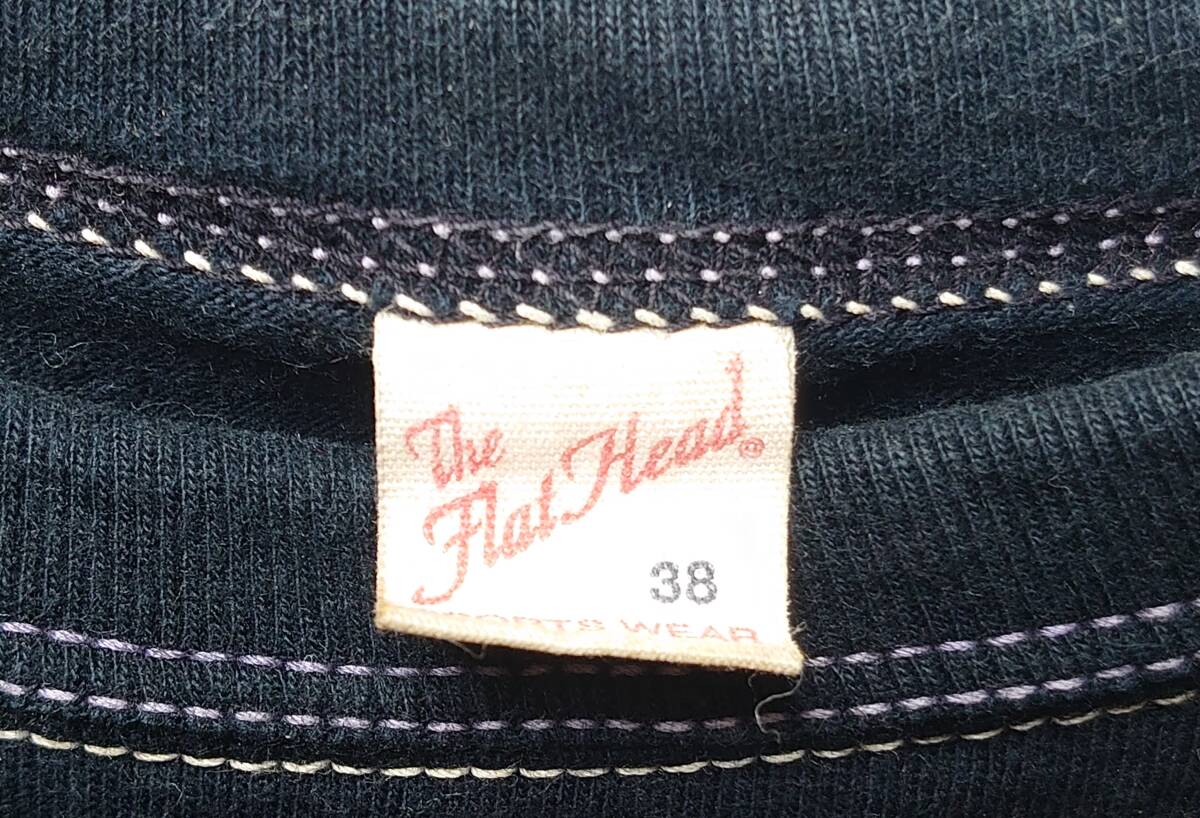 The
Flat Head®
38
SPORTS WEAR